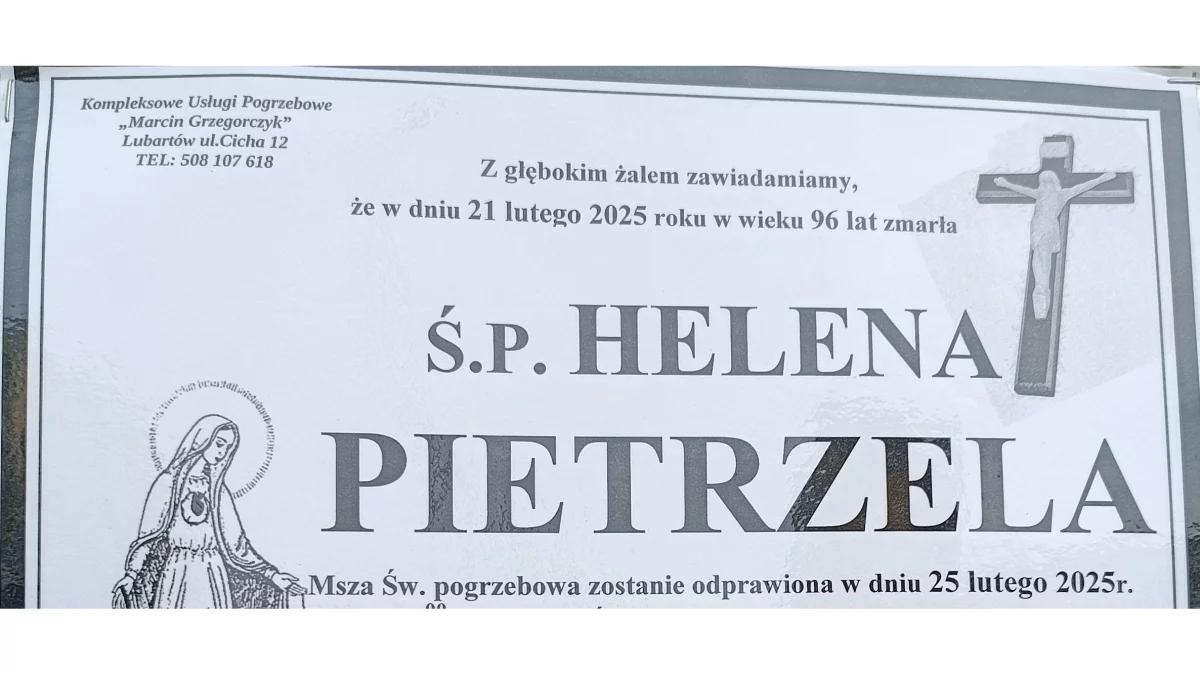 Kompleksowe Usługi Pogrzebowe
„Marcin Grzegorczyk”
Lubartów ul.Cicha 12
TEL: 508 107 618
Z głębokim żalem zawiadamiamy,
że w dniu 21 lutego 2025 roku w wieku 96 lat zmarła
Ś.P. HELENA
PIETRZELA
Msza Św. pogrzebowa zostanie odprawiona w dniu 25 lutego 2025r.